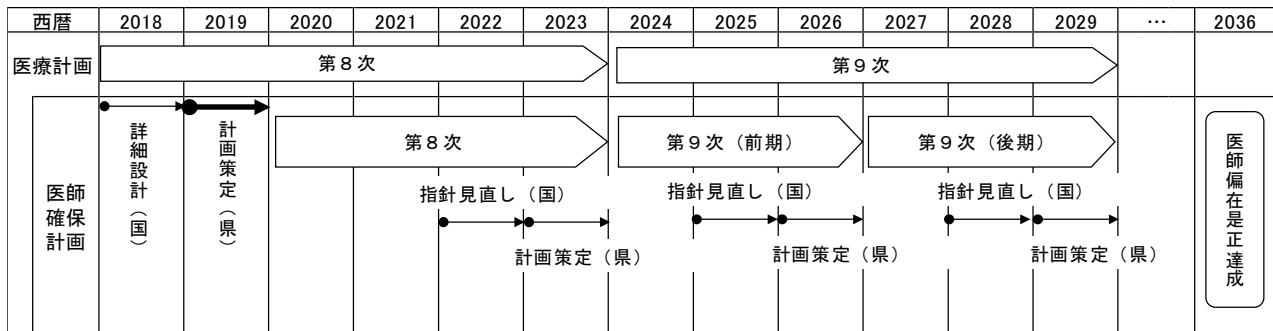 西暦 2018 2019 2020 2021 2022 2023 2024 2025 2026 2027 2028 2029 … 2036
医療計画 第８次 第９次
医師
確保
計画
詳細設計（国）
計画策定（県）
第８次
第９次（前期）
第９次（後期）
指針見直し（国） 指針見直し（国） 指針見直し（国）
計画策定（県） 計画策定（県） 計画策定（県）
医師偏在是正達成